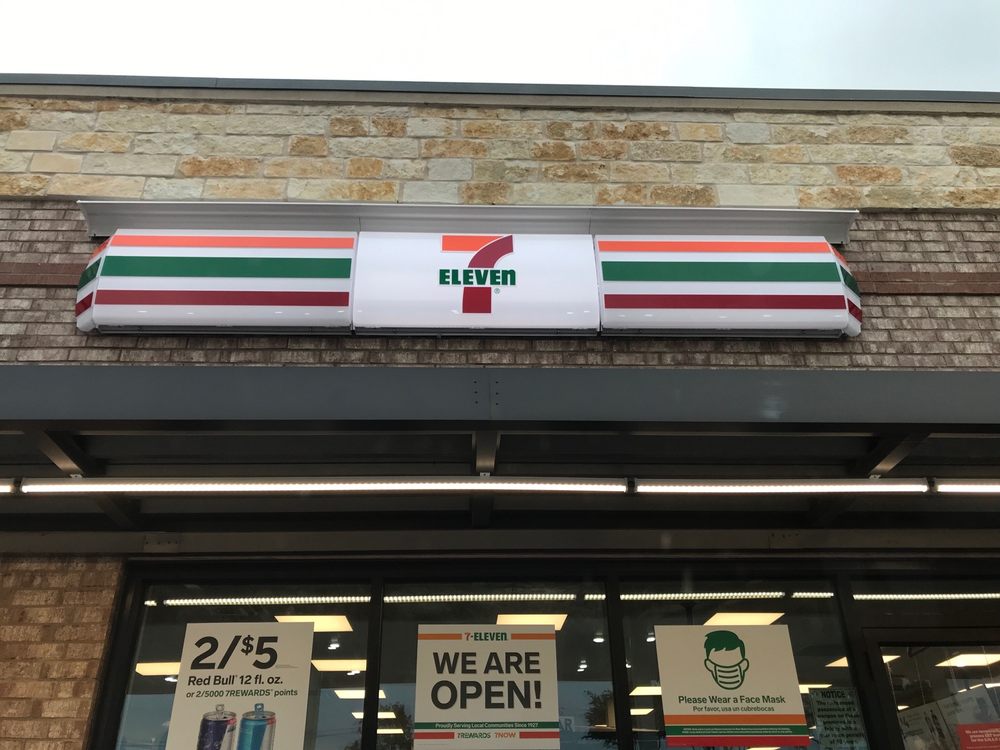 7
ELEVEn
®
2/$5
Red Bull® 12 fl. oz.
or 2/5000 7REWARDS® points
7-ELEVEN
WE ARE
OPEN!
Proudly Serving Local Communities Since 1927
7REWARDS 7NOW
Please Wear a Face Mask
Por favor, usa un cubrebocas
NOTICE